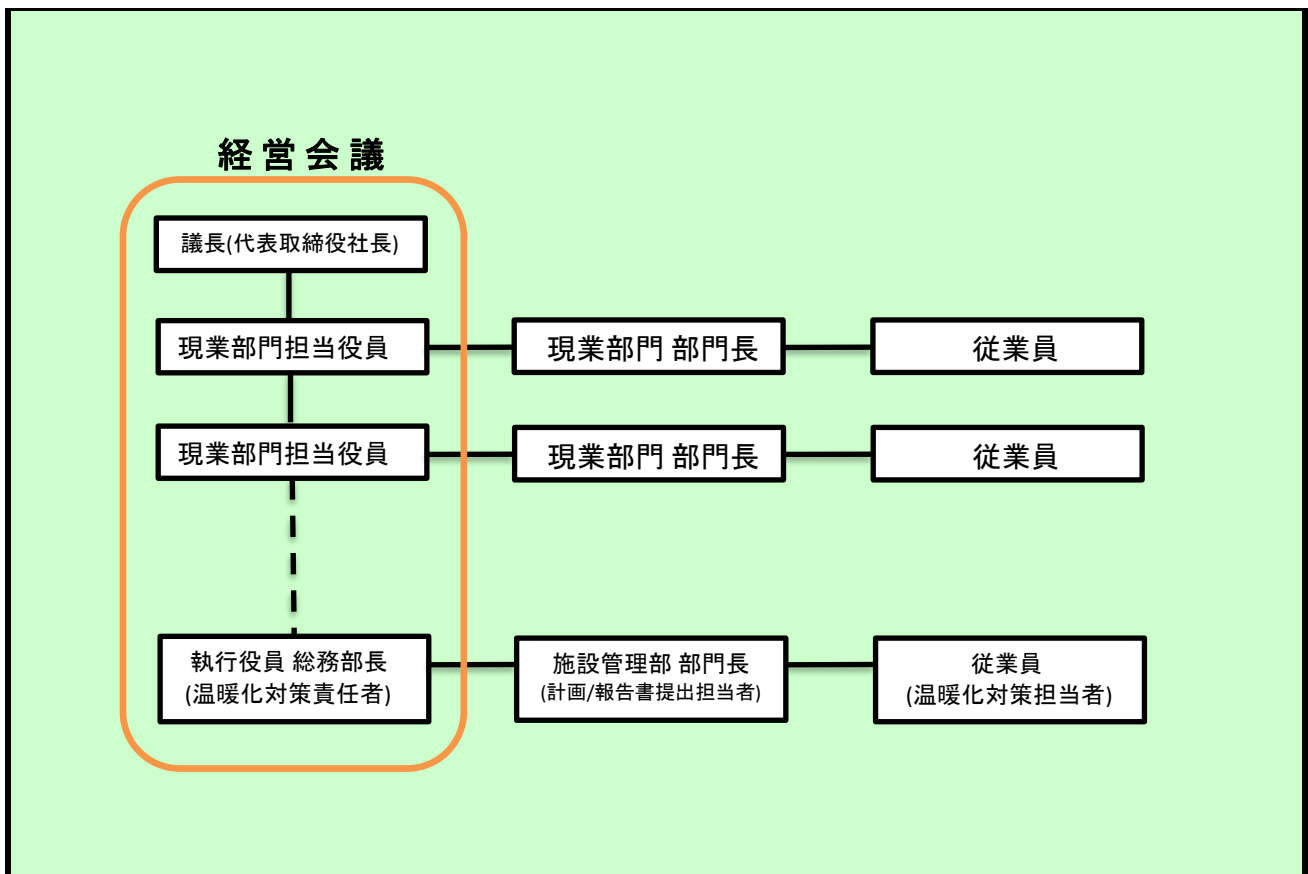 経営会議
議長(代表取締役社長)
現業部門担当役員
現業部門 部門長
従業員
現業部門担当役員
現業部門 部門長
従業員
執行役員 総務部長
(温暖化対策責任者)
施設管理部 部門長
(計画/報告書提出担当者)
従業員
(温暖化対策担当者)